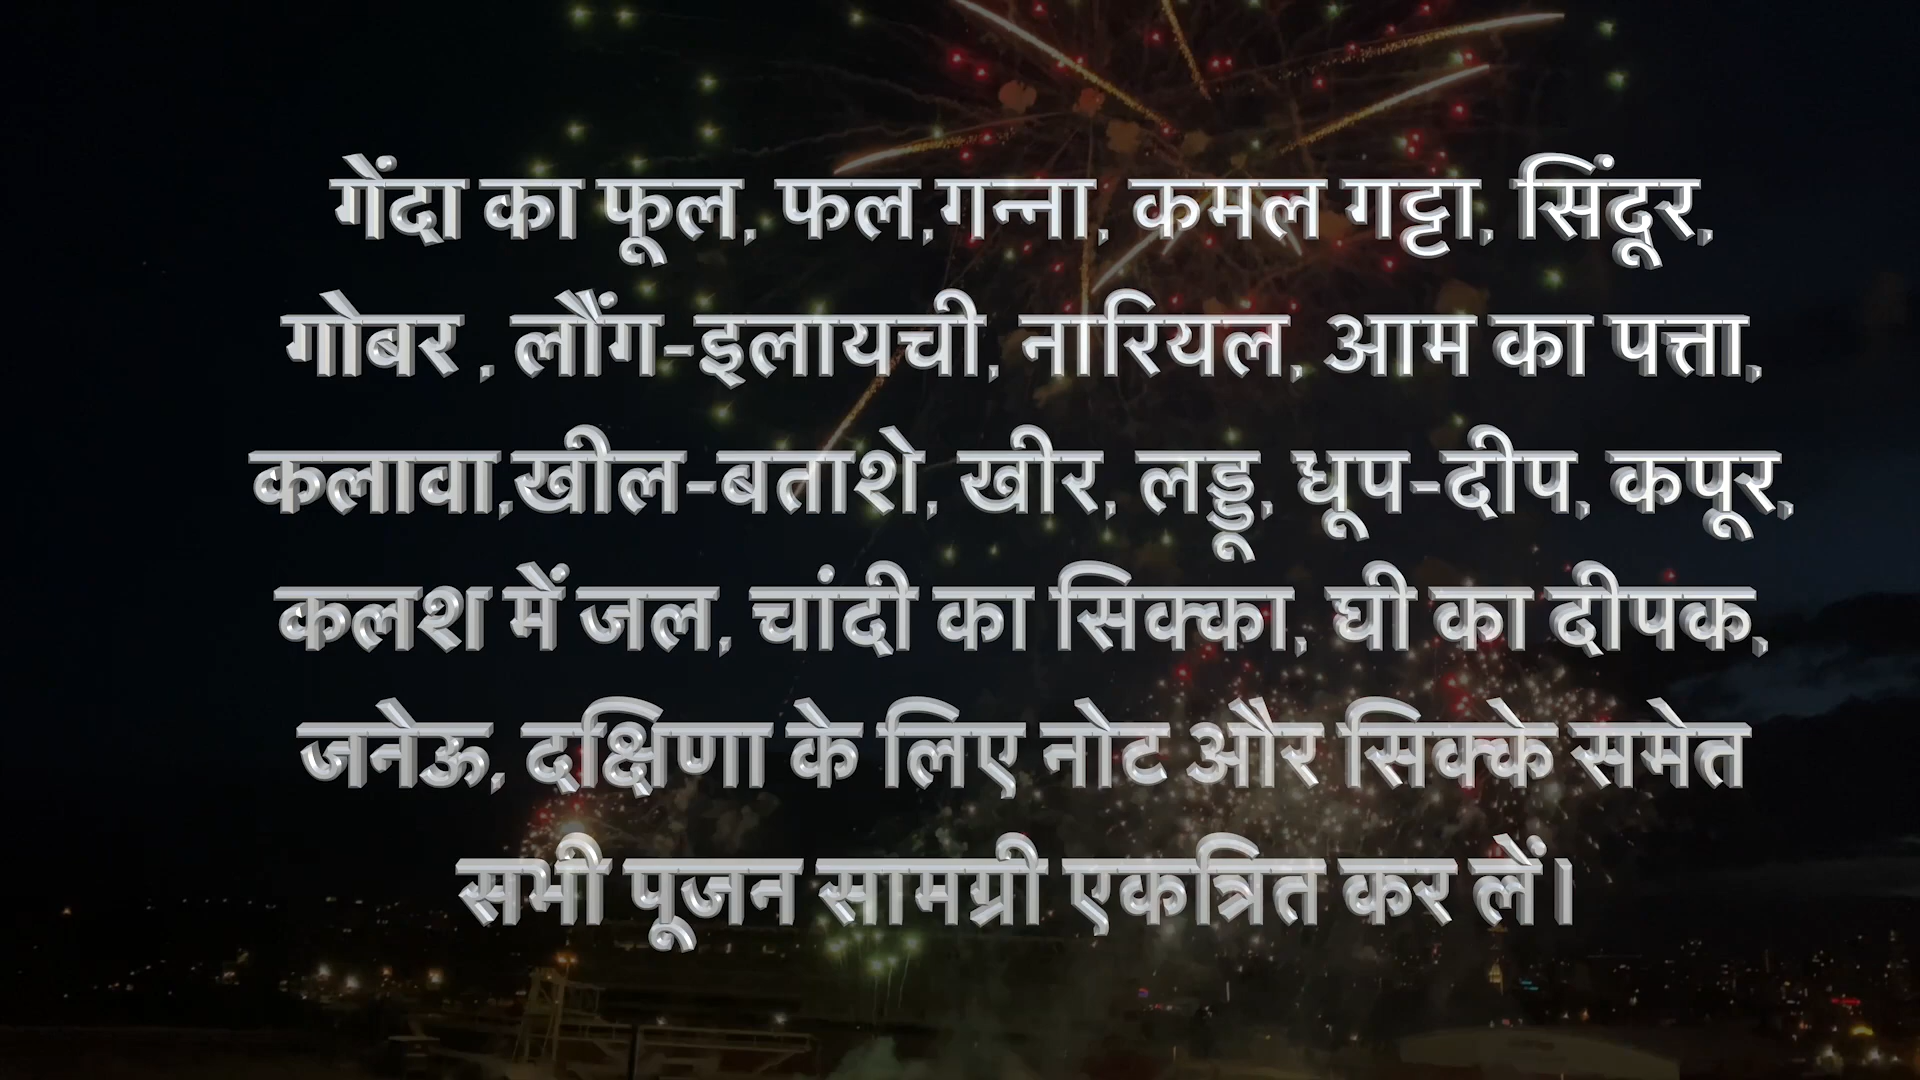 गेंदा का फूल, फल,गन्ना, कमल गट्टा, सिंदूर,
गोबर , लौंग-इलायची, नारियल, आम का पत्ता,
कलावा,खील-बताशे, खीर, लड्डू, धूप-दीप, कपूर,
कलश में जल, चांदी का सिक्का, घी का दीपक,
जनेऊ, दक्षिणा के लिए नोट और सिक्के समेत
सभी पूजन सामग्री एकत्रित कर लें।